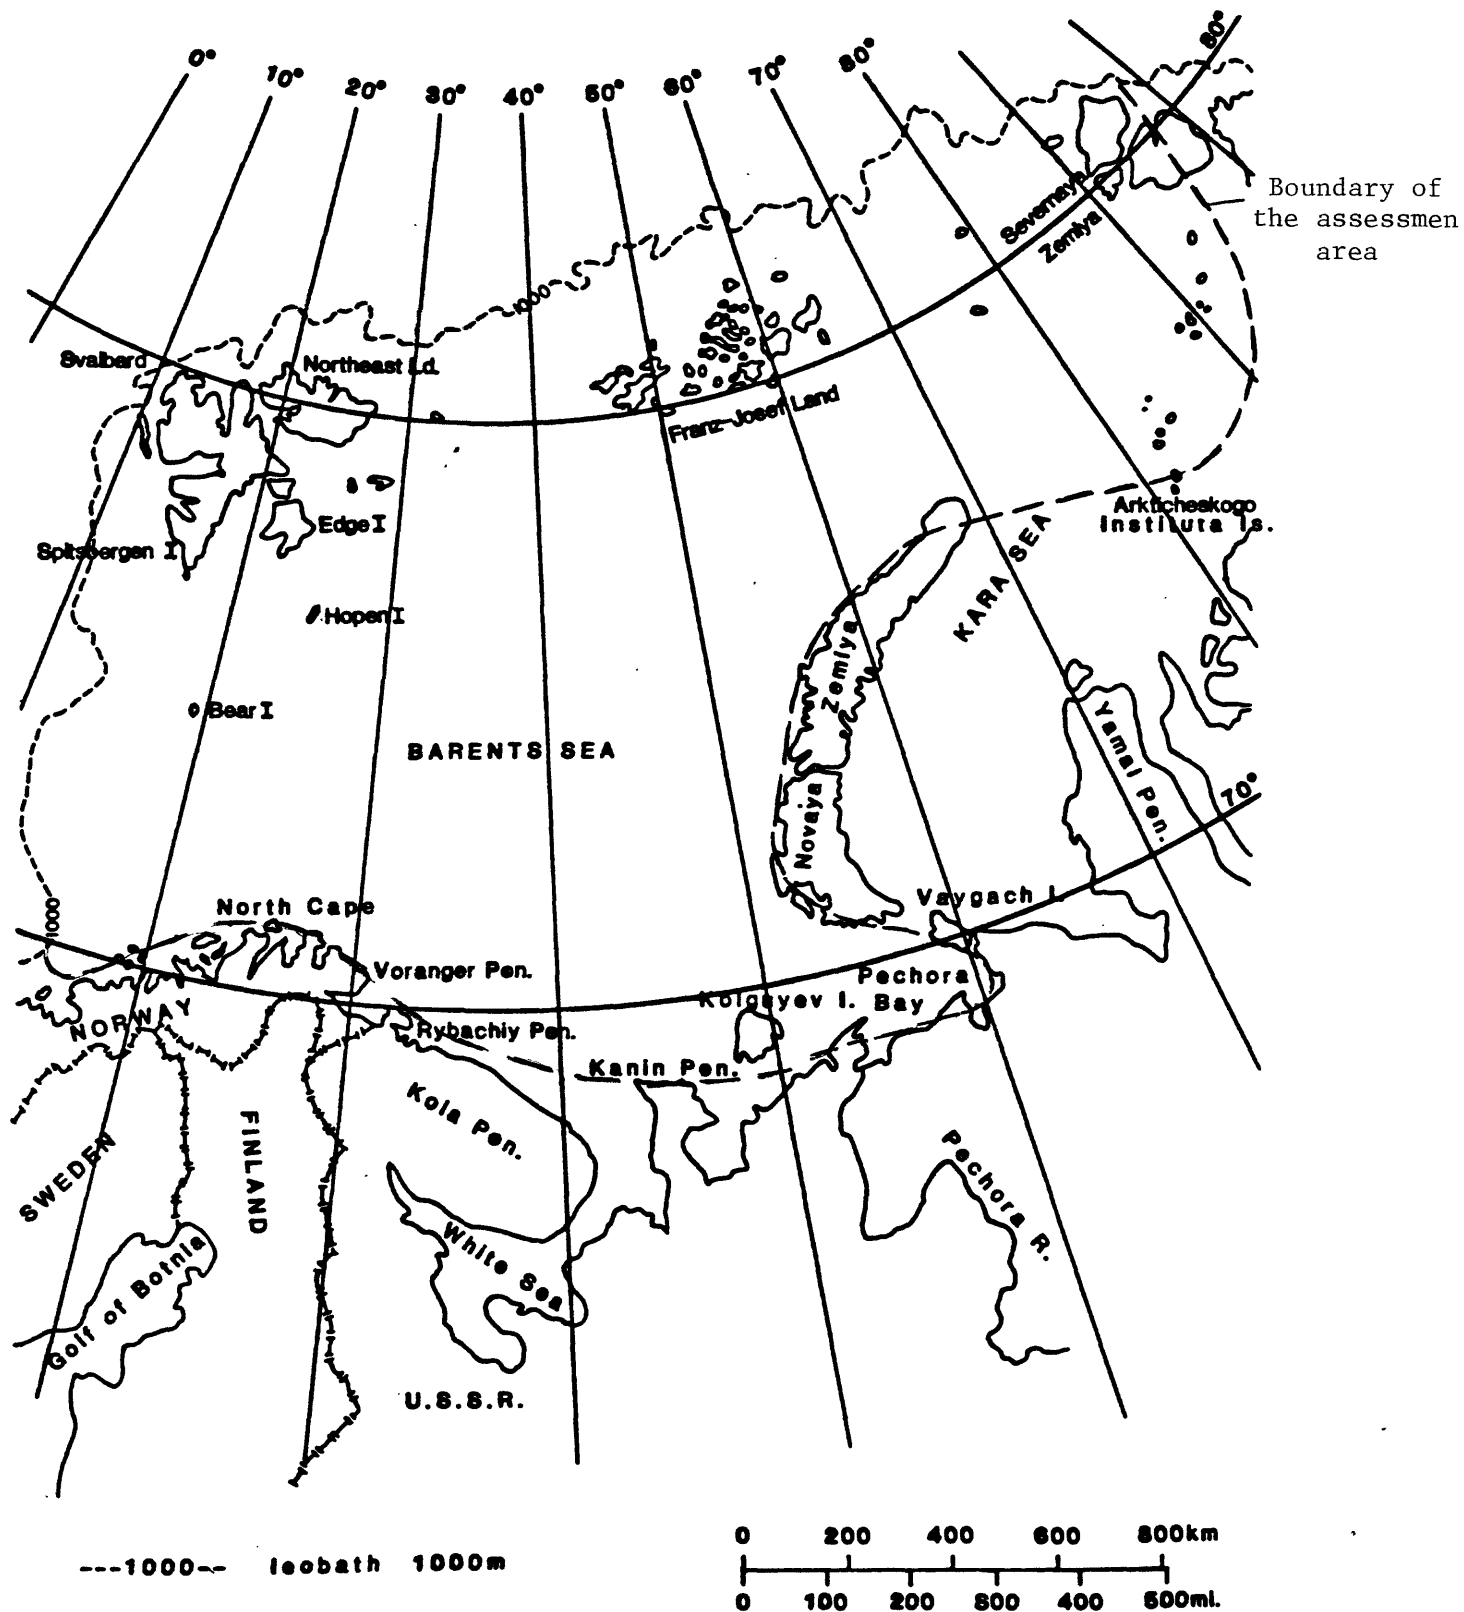 0° 10° 20° 30° 40° 50° 60° 70° 80°
80°
Boundary of
the assessmen
area
Severnaya
Zemlya
1000
Svalbard
Northeast Ld.
Franz-Josef Land
Arkticheskogo
Instituta Is.
Edge I
Spitsbergen I
KARA SEA
Hopen I
Zemlya
Bear I
BARENTS SEA
Yamal Pen.
70°
Novaya
Vaygach I.
North Cape
1000
Voranger Pen.
Pechora
Bay
Kolguyev I.
NORWAY
Rybachiy Pen.
Kanin Pen.
Kola Pen.
FINLAND
SWEDEN
Pechora R.
White Sea
Golf of Botnia
U.S.S.R.
0 200 400 600 800km
---1000-- Isobath 1000m
0 100 200 300 400 500mi.